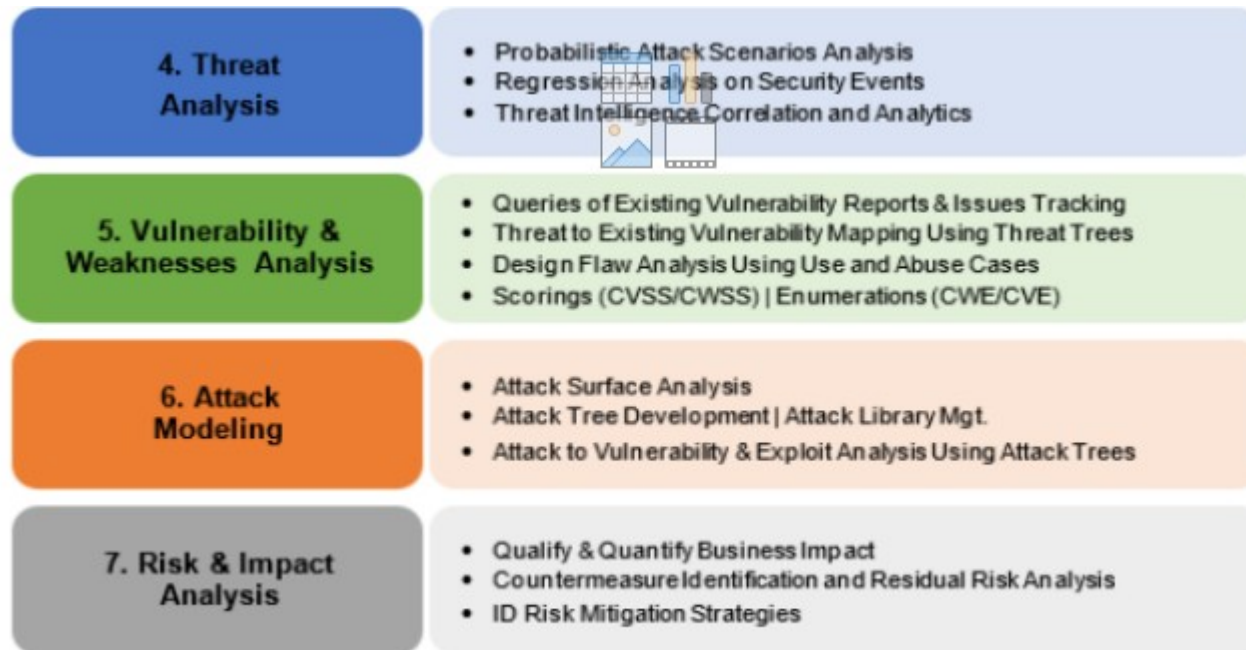 4. Threat
Analysis
• Probabilistic Attack Scenarios Analysis
• Regression Analysis on Security Events
• Threat Intelligence Correlation and Analytics
5. Vulnerability &
Weaknesses Analysis
• Queries of Existing Vulnerability Reports & Issues Tracking
• Threat to Existing Vulnerability Mapping Using Threat Trees
• Design Flaw Analysis Using Use and Abuse Cases
• Scorings (CVSS/CWSS) | Enumerations (CWE/CVE)
6. Attack
Modeling
• Attack Surface Analysis
• Attack Tree Development | Attack Library Mgt.
• Attack to Vulnerability & Exploit Analysis Using Attack Trees
7. Risk & Impact
Analysis
• Qualify & Quantify Business Impact
• Countermeasure Identification and Residual Risk Analysis
• ID Risk Mitigation Strategies